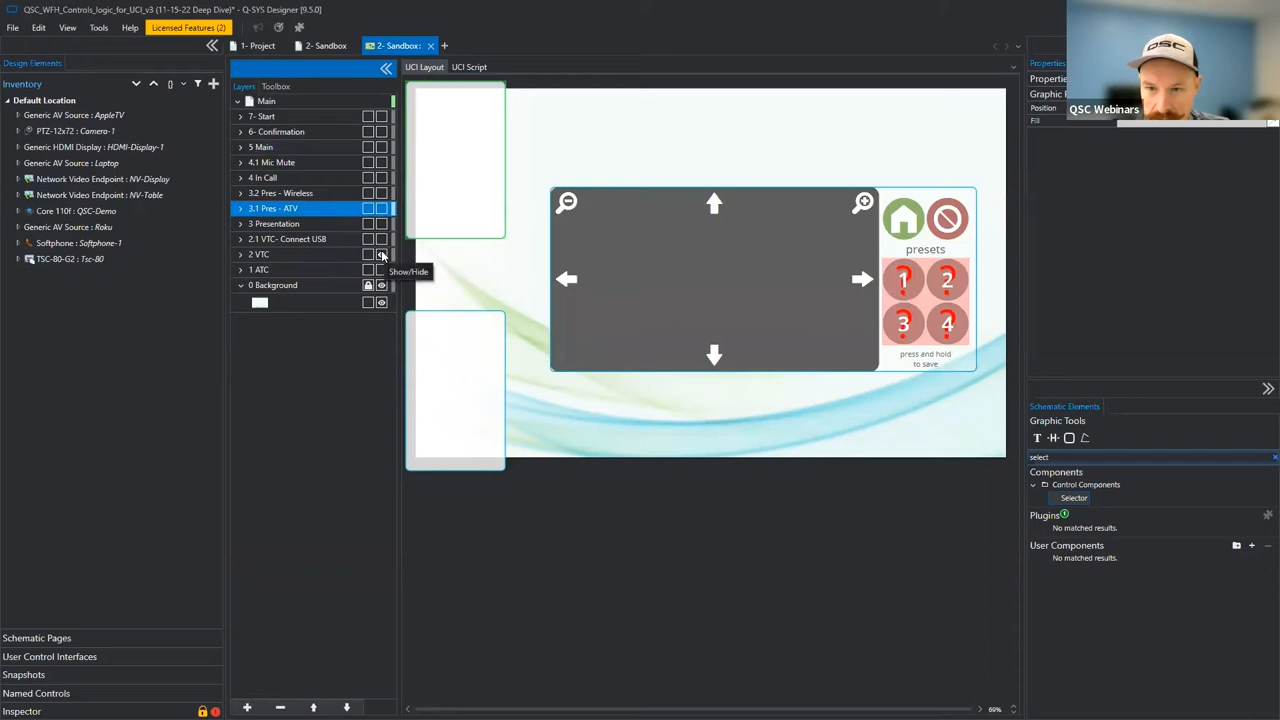 QSC_WFH_Controls_logic_for_UCI_v3 (11-15-22 Deep Dive)* - Q-SYS Designer [9.5.0]
File Edit View Tools Help Licensed Features (2)
1- Project
2- Sandbox
2- Sandbox:
Design Elements
Inventory
Default Location
Generic AV Source : AppleTV
PTZ-12x72 : Camera-1
Generic HDMI Display : HDMI-Display-1
Generic AV Source : Laptop
Network Video Endpoint : NV-Display
Network Video Endpoint : NV-Table
Core 110f : QSC-Demo
Generic AV Source : Roku
Softphone : Softphone-1
TSC-80-G2 : Tsc-80
Schematic Pages
User Control Interfaces
Snapshots
Named Controls
Inspector
Layers Toolbox
Main
7- Start
6- Confirmation
5 Main
4.1 Mic Mute
4 In Call
3.2 Pres - Wireless
3.1 Pres - ATV
3 Presentation
2.1 VTC- Connect USB
2 VTC
1 ATC
0 Background
Show/Hide
UCI Layout UCI Script
presets
1 2
3 4
press and hold
to save
69%
QSC
QSC Webinars
Properties
Position
Fill
Schematic Elements
Graphic Tools
T
select
Components
Control Components
Selector
Plugins
No matched results.
User Components
No matched results.